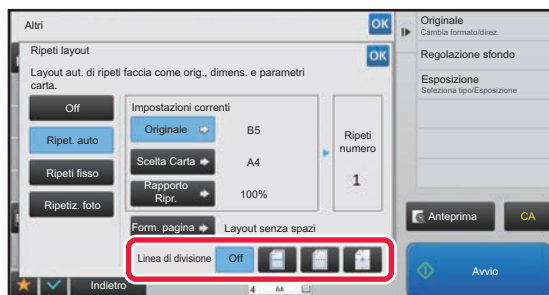 Altri
OK
Ripeti layout
OK
Layout aut. di ripeti faccia come orig., dimens. e parametri
carta.
Off
Ripet. auto
Ripeti fisso
Ripetiz. foto
Impostazioni correnti
Originale
B5
Scelta Carta
A4
Rapporto
Ripr.
100%
Ripeti
numero
1
Form. pagina
Layout senza spazi
Linea di divisione
Off
Indietro
4
A4
Originale
Cambia formato/direz.
Regolazione sfondo
Esposizione
Seleziona tipo/Esposizione
Anteprima
CA
Avvio